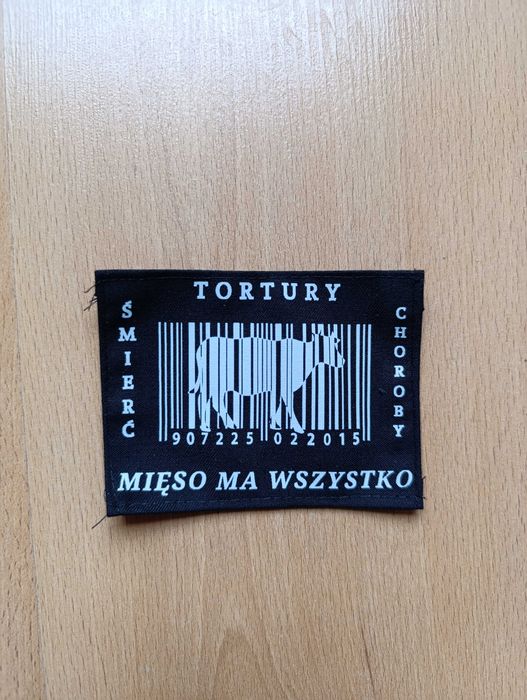 TORTURY
ŚMIERĆ
CHOROBY
907225 022015
MIĘSO MA WSZYSTKO